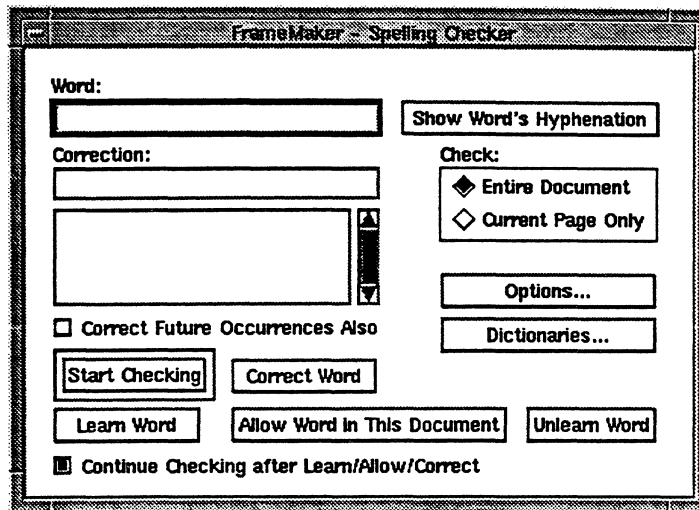 FrameMaker - Spelling Checker
Word:
Show Word's Hyphenation
Correction:
Check:
Entire Document
Current Page Only
Options...
Correct Future Occurrences Also
Dictionaries...
Start Checking
Correct Word
Learn Word
Allow Word in This Document
Unlearn Word
Continue Checking after Learn/Allow/Correct